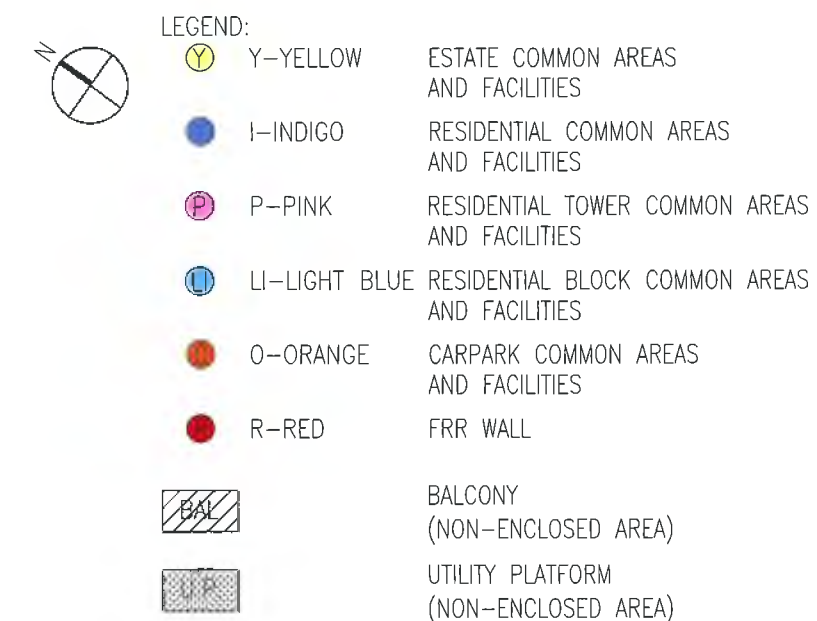 LEGEND:
N
Y Y-YELLOW ESTATE COMMON AREAS
AND FACILITIES
I-INDIGO RESIDENTIAL COMMON AREAS
AND FACILITIES
P P-PINK RESIDENTIAL TOWER COMMON AREAS
AND FACILITIES
LI LI-LIGHT BLUE RESIDENTIAL BLOCK COMMON AREAS
AND FACILITIES
O-ORANGE CARPARK COMMON AREAS
AND FACILITIES
R-RED FRR WALL
BAL BALCONY
(NON-ENCLOSED AREA)
U.P. UTILITY PLATFORM
(NON-ENCLOSED AREA)